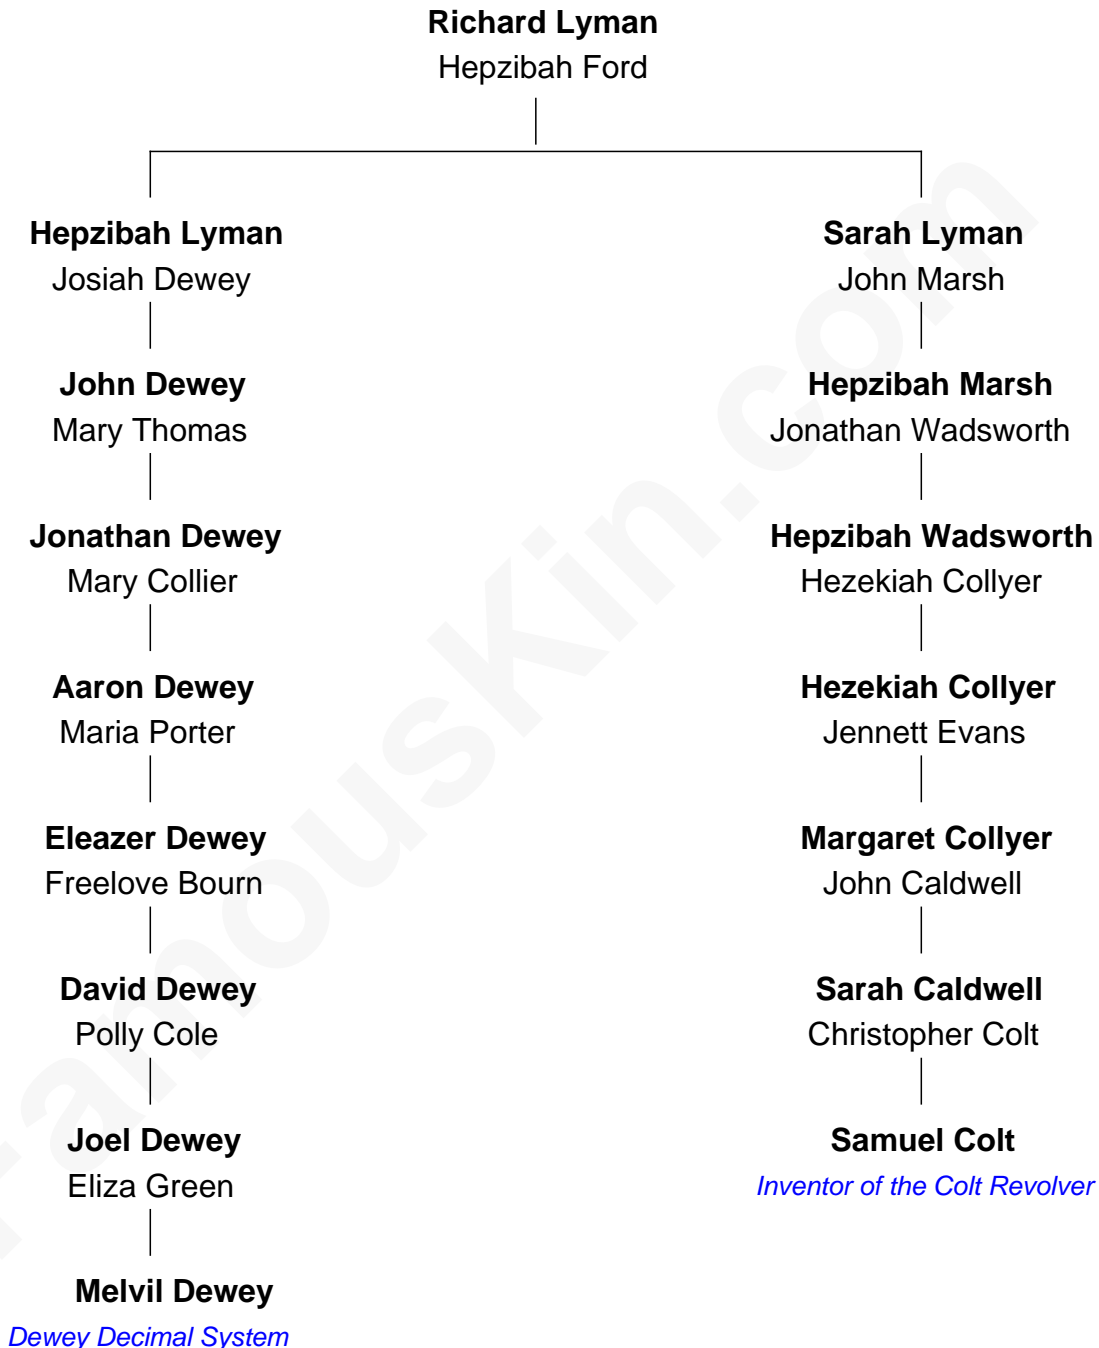 Richard Lyman
Hepzibah Ford
Hepzibah Lyman
Josiah Dewey
Sarah Lyman
John Marsh
John Dewey
Mary Thomas
Hepzibah Marsh
Jonathan Wadsworth
Jonathan Dewey
Mary Collier
Hepzibah Wadsworth
Hezekiah Collyer
Aaron Dewey
Maria Porter
Hezekiah Collyer
Jennett Evans
Eleazer Dewey
Freelove Bourn
Margaret Collyer
John Caldwell
David Dewey
Polly Cole
Sarah Caldwell
Christopher Colt
Joel Dewey
Eliza Green
Samuel Colt
Inventor of the Colt Revolver
Melvil Dewey
Dewey Decimal System
FamousKin.com